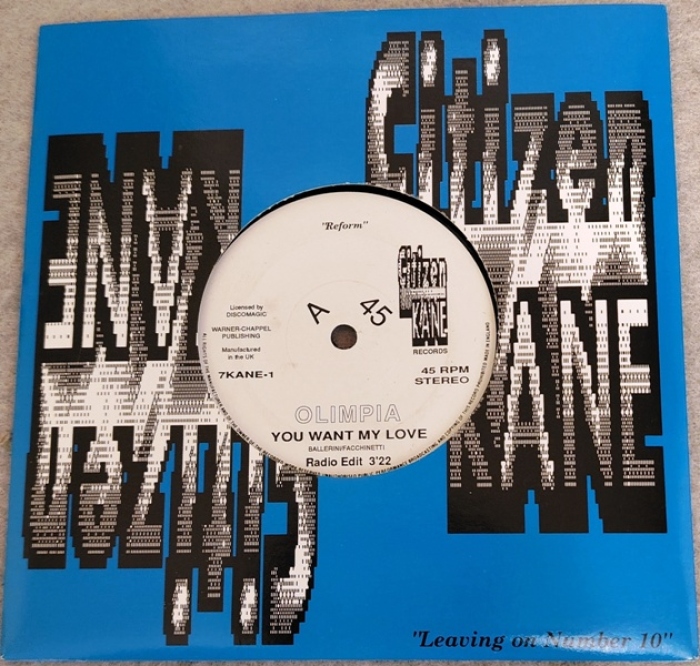 Citizen
KANE
Citizen
KANE
"Reform"
Licensed by
DISCOMAGIC
WARNER-CHAPPEL
PUBLISHING
Manufactured
in the UK
7KANE-1
A
45
Citizen
KANE
RECORDS
45 RPM
STEREO
OLIMPIA
YOU WANT MY LOVE
BALLERINI/FACCHINETTI
Radio Edit 3'22
"Leaving on Number 10"